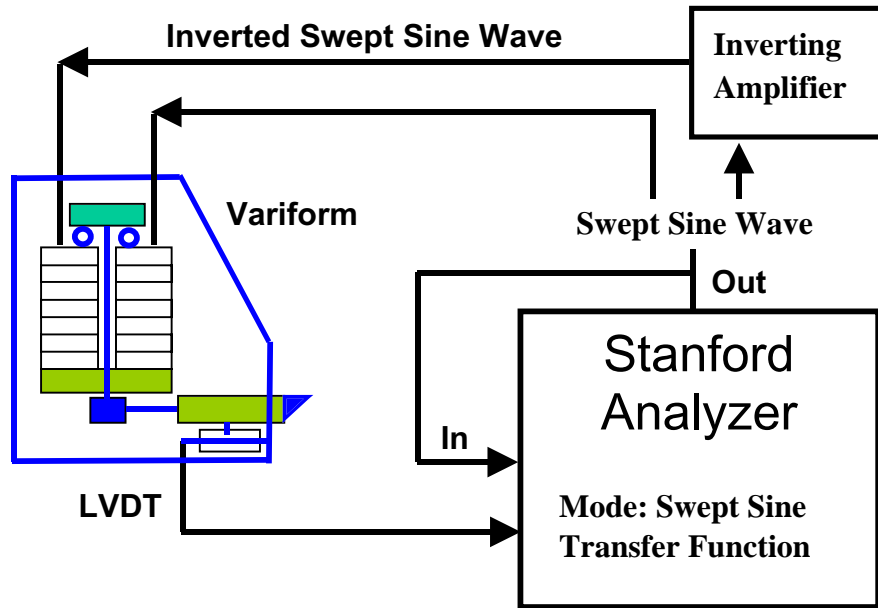 Inverted Swept Sine Wave
Inverting
Amplifier
Variform
Swept Sine Wave
Out
Stanford
Analyzer
In
LVDT
Mode: Swept Sine
Transfer Function